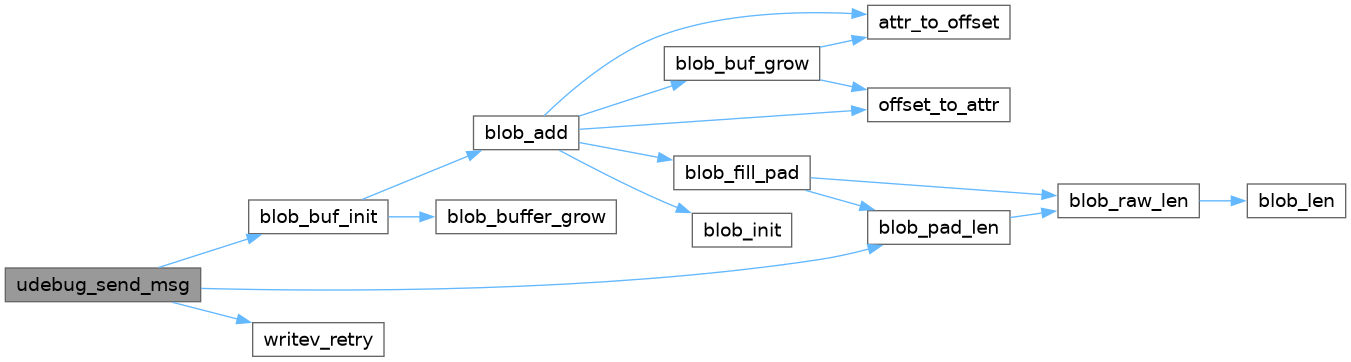 attr_to_offset
blob_buf_grow
offset_to_attr
blob_add
blob_fill_pad
blob_raw_len
blob_len
blob_buf_init
blob_buffer_grow
blob_init
blob_pad_len
udebug_send_msg
writev_retry